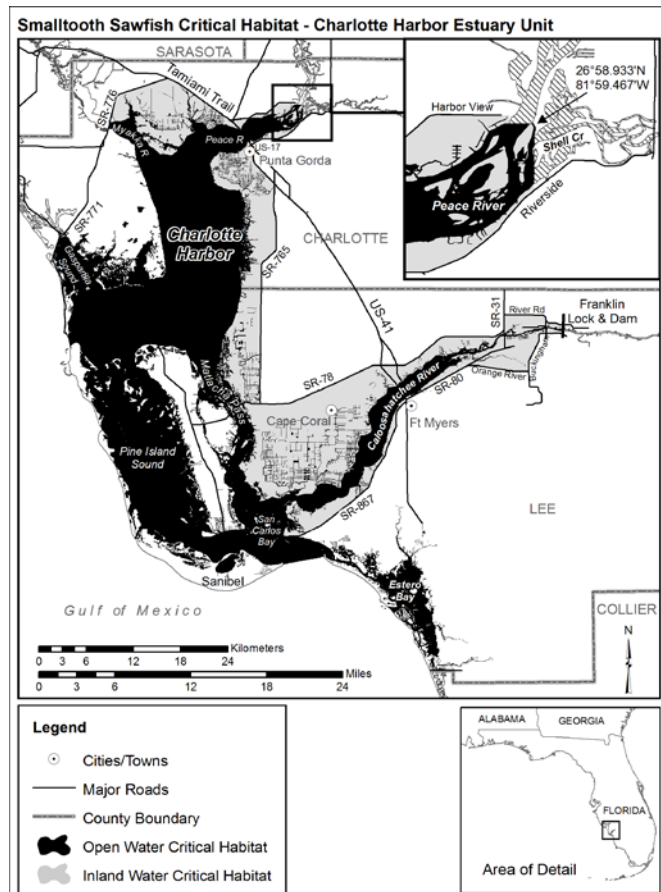 Smalltooth Sawfish Critical Habitat - Charlotte Harbor Estuary Unit
SARASOTA
Tamiami Trail
SR-776
Myakka R
Peace R
US-17
Punta Gorda
SR-771
Charlotte
Harbor
CHARLOTTE
SR-765
Gasparilla
Sound
US-41
26°58.933'N
81°59.467'W
Harbor View
Shell Cr
Peace River
Riverside
SR-31
River Rd
Franklin
Lock & Dam
Buckingham
Orange River
SR-80
SR-78
Matlacha Pass
Caloosahatchee River
Cape Coral
Ft Myers
Pine Island
Sound
SR-867
San
Carlos
Bay
LEE
Sanibel
Estero
Bay
Gulf of Mexico
COLLIER
N
Kilometers
0 3 6 12 18 24
Miles
0 3 6 12 18 24
Legend
Cities/Towns
Major Roads
County Boundary
Open Water Critical Habitat
Inland Water Critical Habitat
ALABAMA
GEORGIA
FLORIDA
Area of Detail